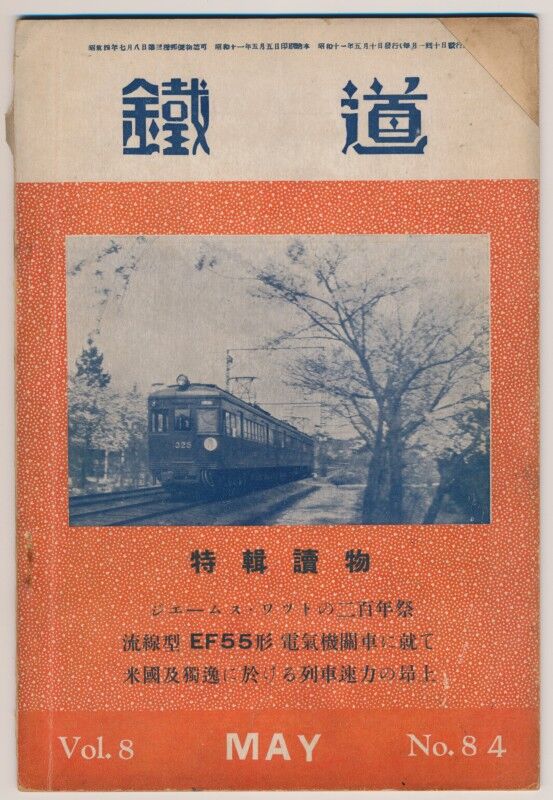 昭和四年七月八日第三種郵便物認可 昭和十一年五月五日印刷納本 昭和十一年五月十日發行(每月一回十日發行)
鐵道
325
特輯讀物
ジエームス・ワツトの二百年祭
流線型 EF55形 電氣機關車に就て
米國及獨逸に於ける列車速力の昂上
Vol. 8 MAY No. 84